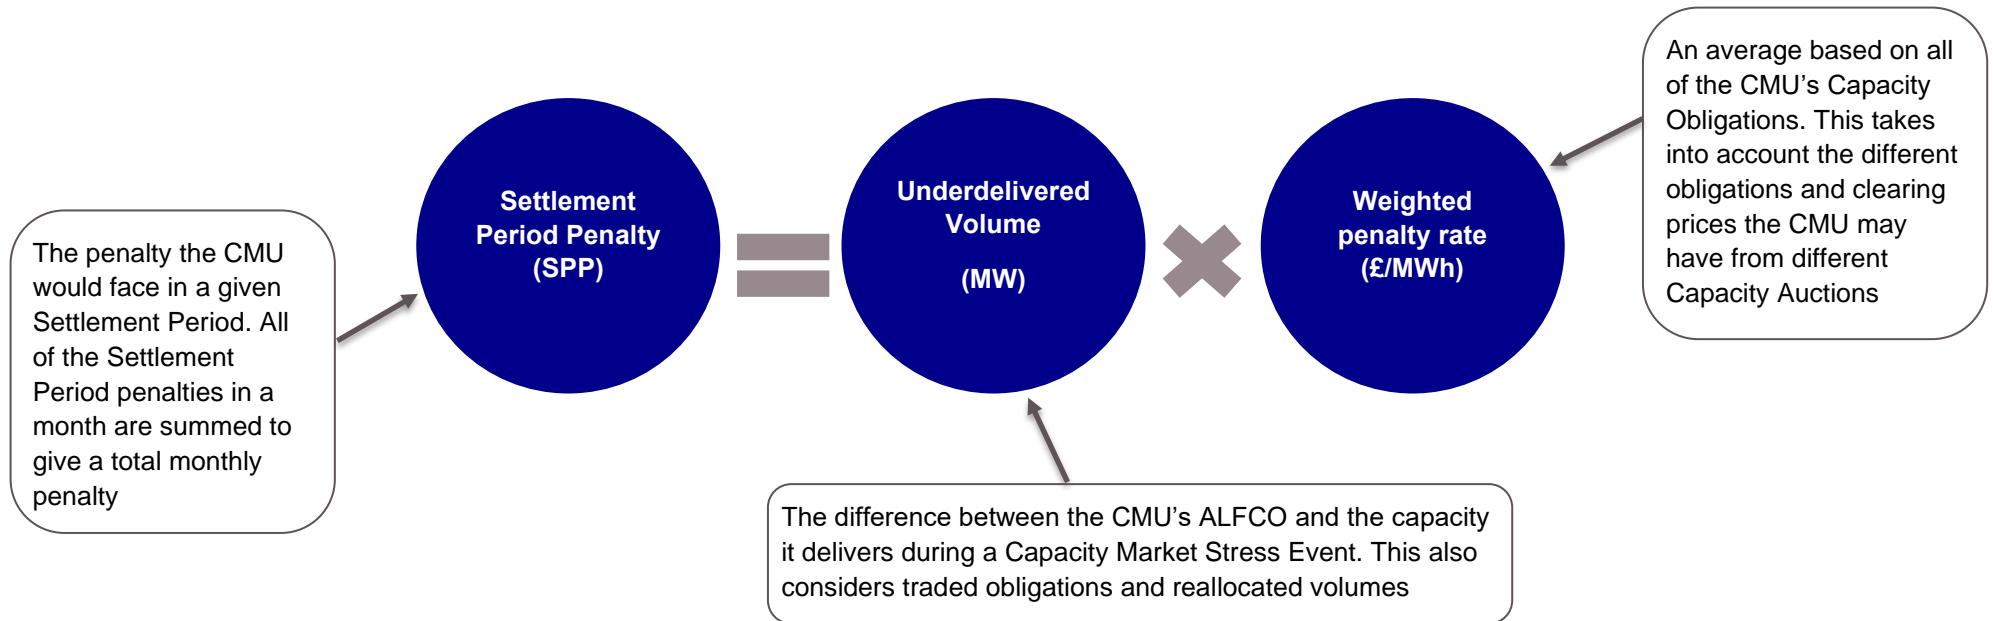 The penalty the CMU
would face in a given
Settlement Period. All
of the Settlement
Period penalties in a
month are summed to
give a total monthly
penalty
Settlement
Period Penalty
(SPP)
Underdelivered
Volume
(MW)
Weighted
penalty rate
(£/MWh)
An average based on all
of the CMU’s Capacity
Obligations. This takes
into account the different
obligations and clearing
prices the CMU may
have from different
Capacity Auctions
The difference between the CMU’s ALFCO and the capacity
it delivers during a Capacity Market Stress Event. This also
considers traded obligations and reallocated volumes